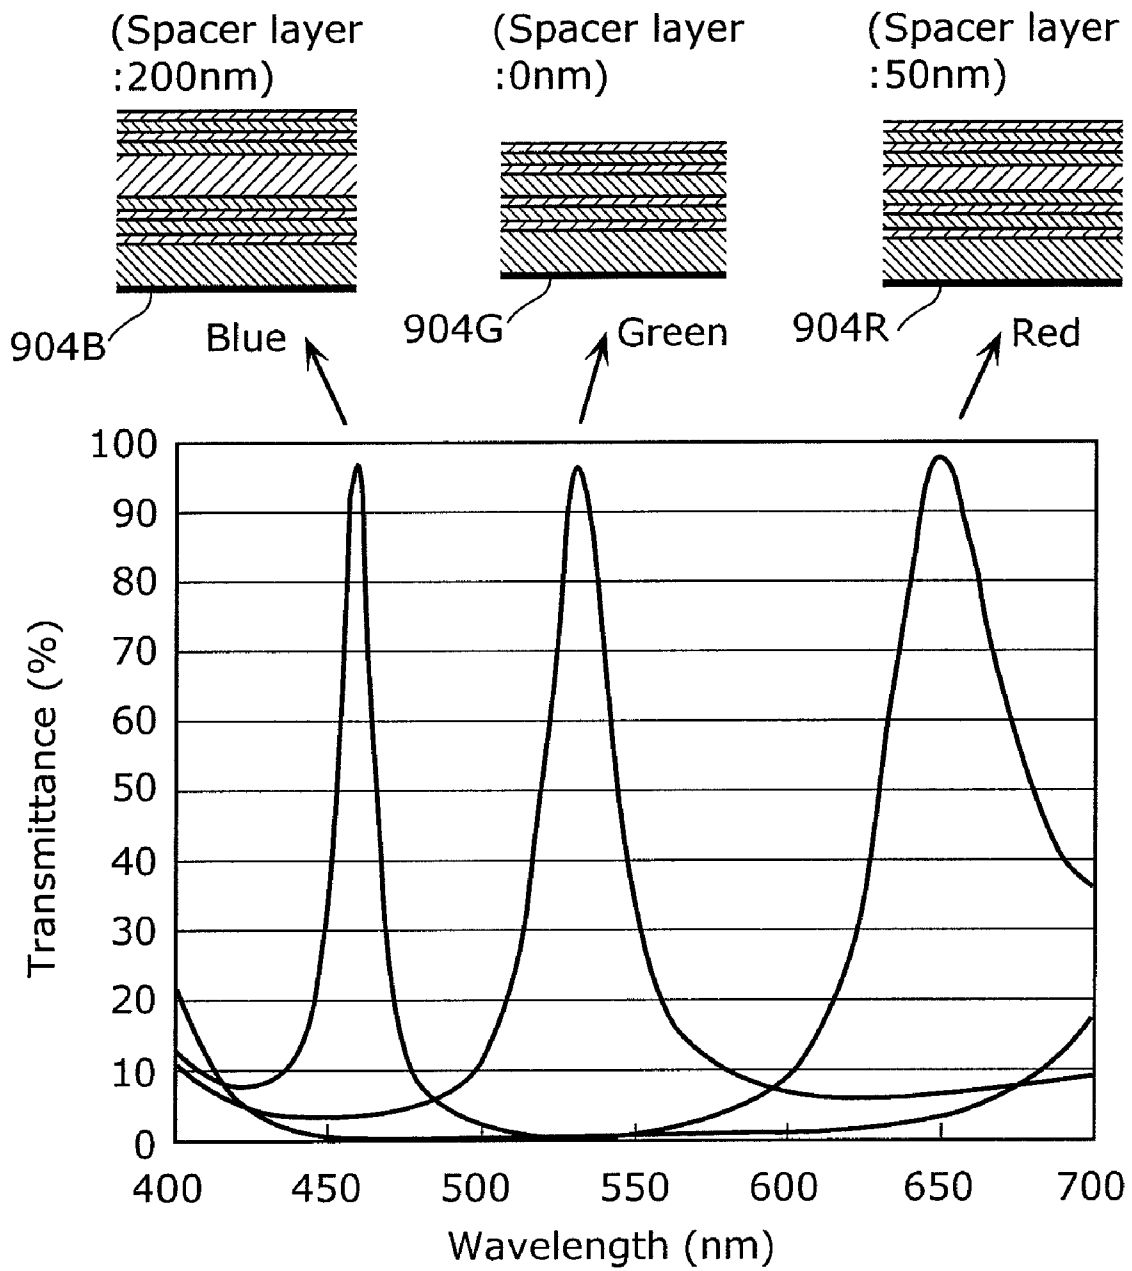 (Spacer layer
:200nm)
(Spacer layer
:0nm)
(Spacer layer
:50nm)
904B
Blue
904G
Green
904R
Red
Transmittance (%)
100
90
80
70
60
50
40
30
20
10
0
400
450
500
550
600
650
700
Wavelength (nm)